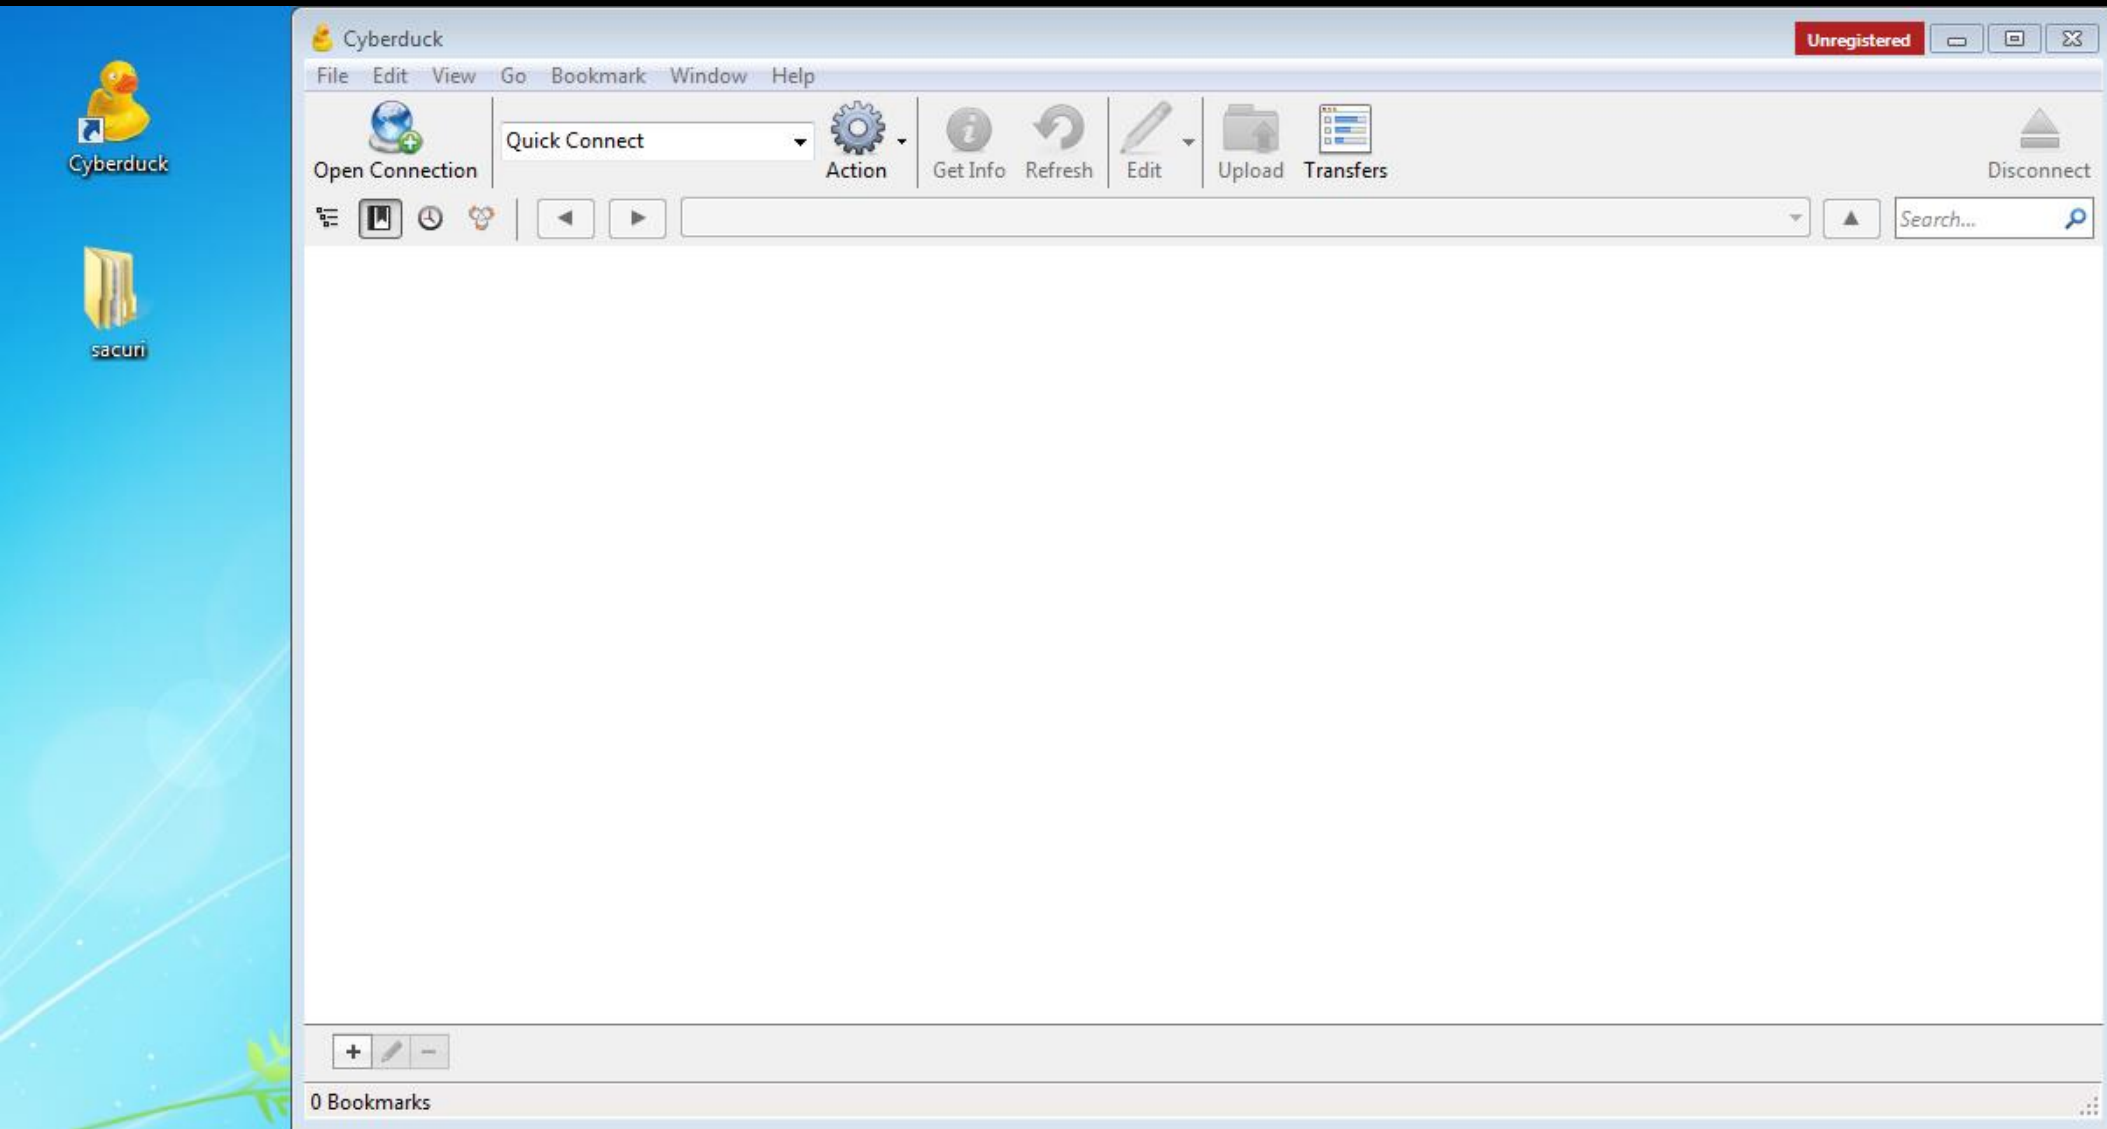 Cyberduck
Unregistered
File Edit View Go Bookmark Window Help
Cyberduck
Open Connection
Quick Connect
Action
Get Info
Refresh
Edit
Upload
Transfers
Disconnect
Search...
sacuri
0 Bookmarks